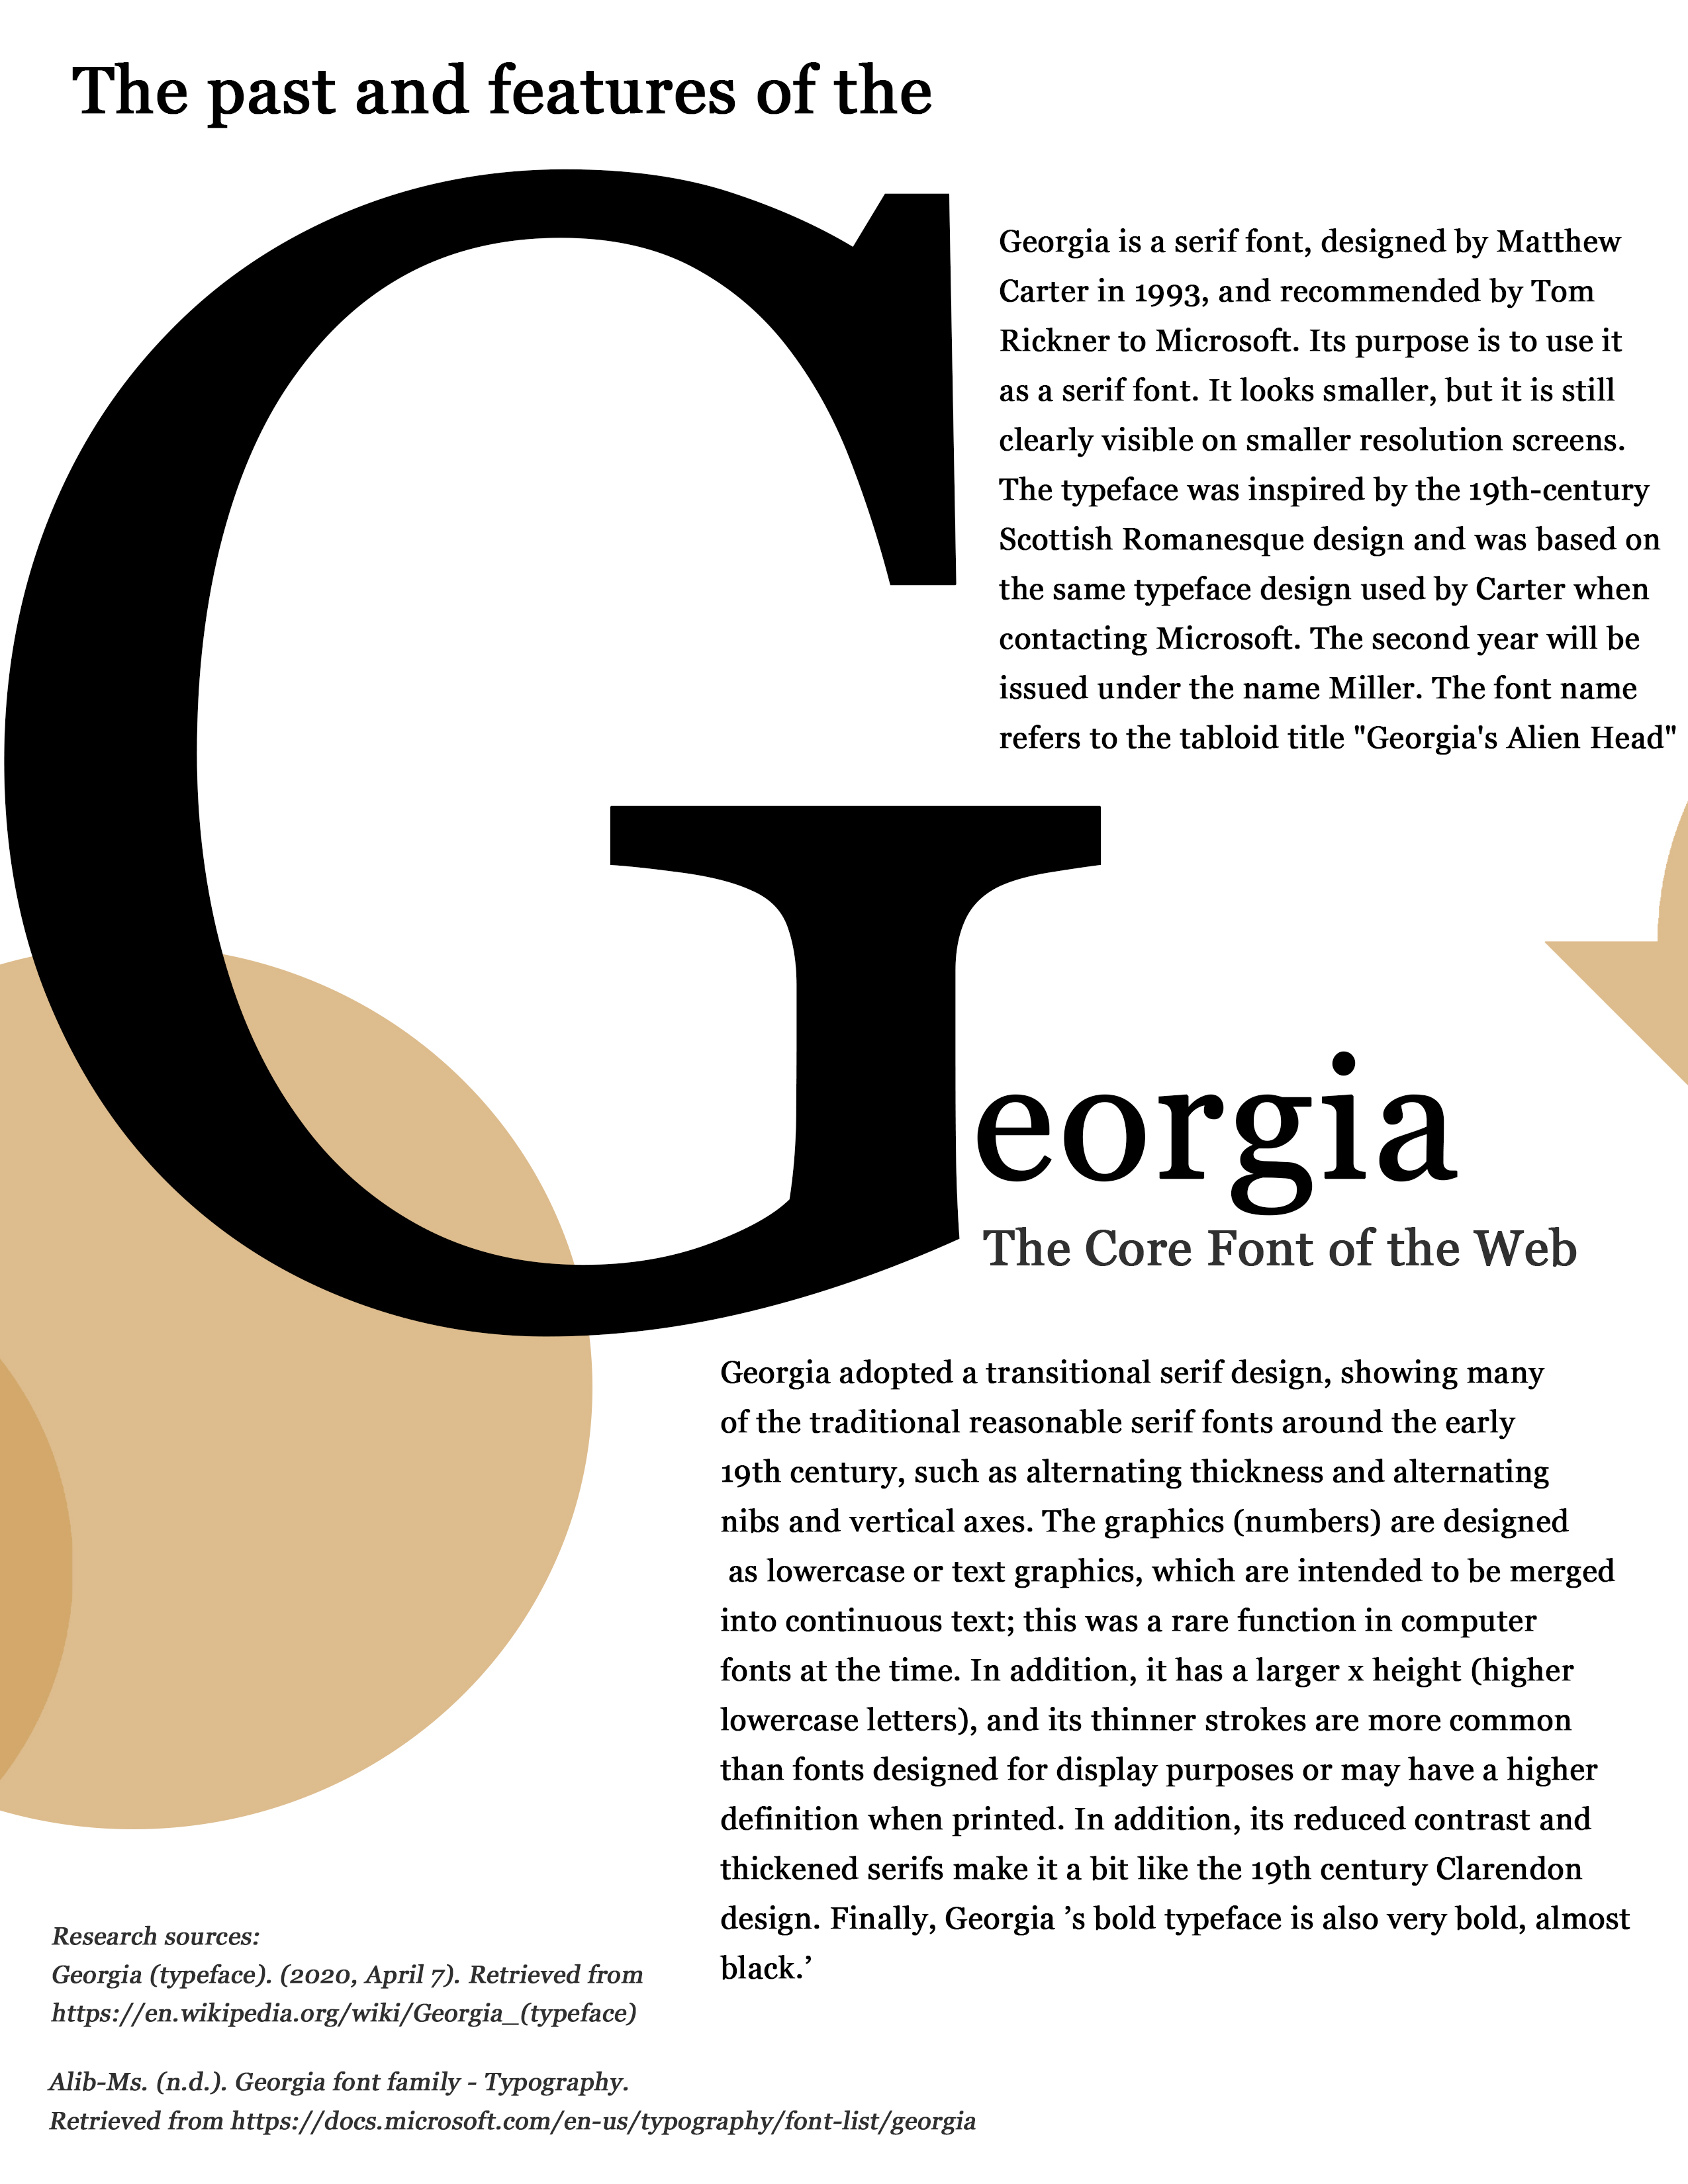 The past and features of the
Georgia is a serif font, designed by Matthew
Carter in 1993, and recommended by Tom
Rickner to Microsoft. Its purpose is to use it
as a serif font. It looks smaller, but it is still
clearly visible on smaller resolution screens.
The typeface was inspired by the 19th-century
Scottish Romanesque design and was based on
the same typeface design used by Carter when
contacting Microsoft. The second year will be
issued under the name Miller. The font name
refers to the tabloid title "Georgia's Alien Head"
Georgia
The Core Font of the Web
Georgia adopted a transitional serif design, showing many
of the traditional reasonable serif fonts around the early
19th century, such as alternating thickness and alternating
nibs and vertical axes. The graphics (numbers) are designed
as lowercase or text graphics, which are intended to be merged
into continuous text; this was a rare function in computer
fonts at the time. In addition, it has a larger x height (higher
lowercase letters), and its thinner strokes are more common
than fonts designed for display purposes or may have a higher
definition when printed. In addition, its reduced contrast and
thickened serifs make it a bit like the 19th century Clarendon
design. Finally, Georgia ’s bold typeface is also very bold, almost
black.’
Research sources:
Georgia (typeface). (2020, April 7). Retrieved from
https://en.wikipedia.org/wiki/Georgia_(typeface)
Alib-Ms. (n.d.). Georgia font family - Typography.
Retrieved from https://docs.microsoft.com/en-us/typography/font-list/georgia